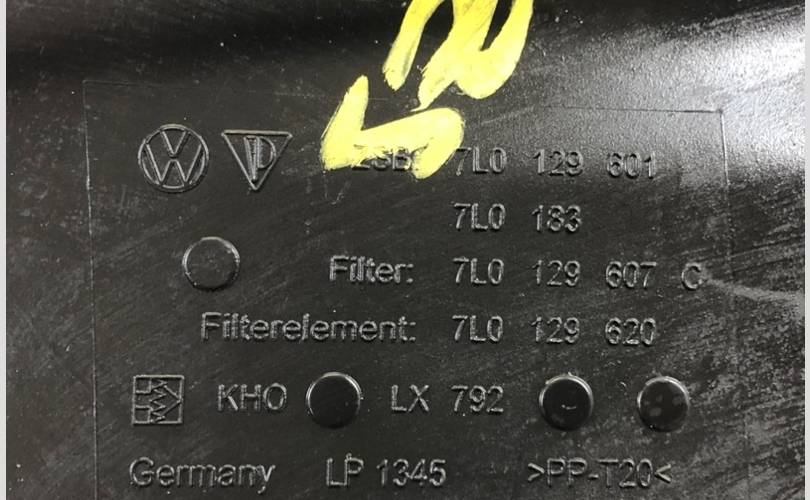 ZSB: 7L0 129 601
7L0 183
Filter: 7L0 129 607 C
Filterelement: 7L0 129 620
KHO LX 792
Germany LP 1345 >PP-T20<